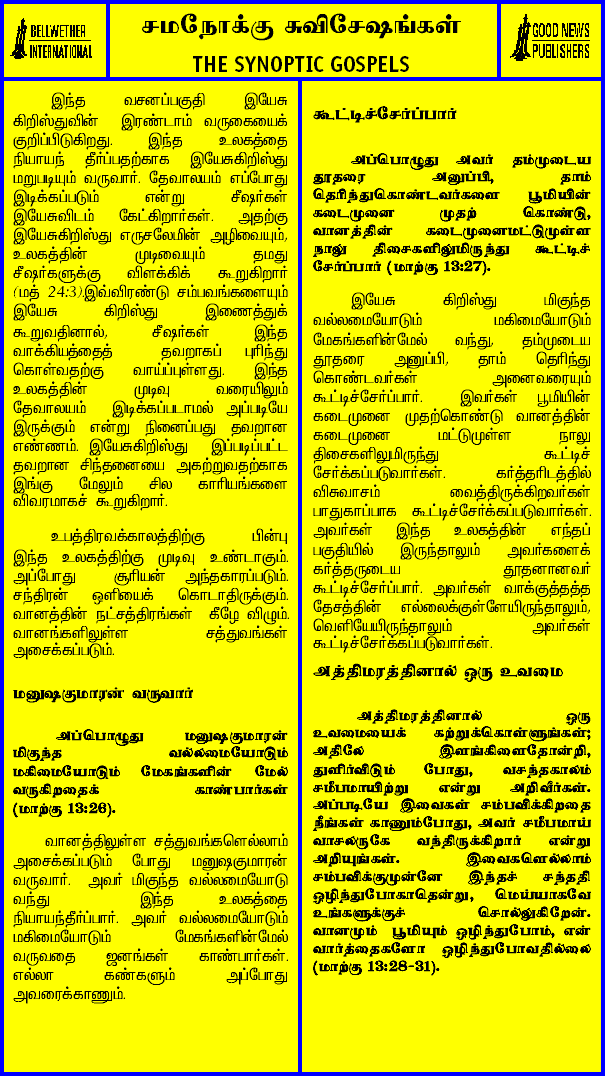 BELLWETHER
INTERNATIONAL
சமநோக்கு சுவிசேஷங்கள்
THE SYNOPTIC GOSPELS
GOOD NEWS
PUBLISHERS
இந்த வசனப்பகுதி இயேசு
கிறிஸ்துவின் இரண்டாம் வருகையைக்
குறிப்பிடுகிறது. இந்த உலகத்தை
நியாயந் தீர்ப்பதற்காக இயேசுகிறிஸ்து
மறுபடியும் வருவார். தேவாலயம் எப்போது
இடிக்கப்படும் என்று சீஷர்கள்
இயேசுவிடம் கேட்கிறார்கள். அதற்கு
இயேசுகிறிஸ்து எருசலேமின் அழிவையும்,
உலகத்தின் முடிவையும் தமது
சீஷர்களுக்கு விளக்கிக் கூறுகிறார்
(மத் 24:3).இவ்விரண்டு சம்பவங்களையும்
இயேசு கிறிஸ்து இணைத்துக்
கூறுவதினால், சீஷர்கள் இந்த
வாக்கியத்தைத் தவறாகப் புரிந்து
கொள்வதற்கு வாய்ப்புள்ளது. இந்த
உலகத்தின் முடிவு வரையிலும்
தேவாலயம் இடிக்கப்படாமல் அப்படியே
இருக்கும் என்று நினைப்பது தவறான
எண்ணம். இயேசுகிறிஸ்து இப்படிப்பட்ட
தவறான சிந்தனையை அகற்றுவதற்காக
இங்கு மேலும் சில காரியங்களை
விவரமாகச் கூறுகிறார்.
உபத்திரவக்காலத்திற்கு பின்பு
இந்த உலகத்திற்கு முடிவு உண்டாகும்.
அப்போது சூரியன் அந்தகாரப்படும்.
சந்திரன் ஒளியைக் கொடாதிருக்கும்.
வானத்தின் நட்சத்திரங்கள் கீழே விழும்.
வானங்களிலுள்ள சத்துவங்கள்
அசைக்கப்படும்.
மனுஷகுமாரன் வருவார்
அப்பொழுது மனுஷகுமாரன்
மிகுந்த வல்லமையோடும்
மகிமையோடும் மேகங்களின் மேல்
வருகிறதைக் காண்பார்கள்
(மாற்கு 13:26).
வானத்திலுள்ள சத்துவங்களெல்லாம்
அசைக்கப்படும் போது மனுஷகுமாரன்
வருவார். அவர் மிகுந்த வல்லமையோடு
வந்து இந்த உலகத்தை
நியாயந்தீர்ப்பார். அவர் வல்லமையோடும்
மகிமையோடும் மேகங்களின்மேல்
வருவதை ஜனங்கள் காண்பார்கள்.
எல்லா கண்களும் அப்போது
அவரைக்காணும்.
கூட்டிச்சேர்ப்பார்
அப்பொழுது அவர் தம்முடைய
தூதரை அனுப்பி, தாம்
தெரிந்துகொண்டவர்களை பூமியின்
கடைமுனை முதற் கொண்டு,
வானத்தின் கடைமுனைமட்டுமுள்ள
நாலு திசைகளிலுமிருந்து கூட்டிச்
சேர்ப்பார் (மாற்கு 13:27).
இயேசு கிறிஸ்து மிகுந்த
வல்லமையோடும் மகிமையோடும்
மேகங்களின்மேல் வந்து, தம்முடைய
தூதரை அனுப்பி, தாம் தெரிந்து
கொண்டவர்கள் அனைவரையும்
கூட்டிச்சேர்ப்பார். இவர்கள் பூமியின்
கடைமுனை முதற்கொண்டு வானத்தின்
கடைமுனை மட்டுமுள்ள நாலு
திசைகளிலுமிருந்து கூட்டிச்
சேர்க்கப்படுவார்கள். கர்த்தரிடத்தில்
விசுவாசம் வைத்திருக்கிறவர்கள்
பாதுகாப்பாக கூட்டிச்சேர்க்கப்படுவார்கள்.
அவர்கள் இந்த உலகத்தின் எந்தப்
பகுதியில் இருந்தாலும் அவர்களைக்
கர்த்தருடைய தூதனானவர்
கூட்டிச்சேர்ப்பார். அவர்கள் வாக்குத்தத்த
தேசத்தின் எல்லைக்குள்ளேயிருந்தாலும்,
வெளியேயிருந்தாலும் அவர்கள்
கூட்டிச்சேர்க்கப்படுவார்கள்.
அத்திமரத்தினால் ஒரு உவமை
அத்திமரத்தினால் ஒரு
உவமையைக் கற்றுக்கொள்ளுங்கள்;
அதிலே இளங்கிளைதோன்றி,
துளிர்விடும் போது, வசந்தகாலம்
சமீபமாயிற்று என்று அறிவீர்கள்.
அப்படியே இவைகள் சம்பவிக்கிறதை
நீங்கள் காணும்போது, அவர் சமீபமாய்
வாசலருகே வந்திருக்கிறார் என்று
அறியுங்கள். இவைகளெல்லாம்
சம்பவிக்குமுன்னே இந்தச் சந்ததி
ஒழிந்துபோகாதென்று, மெய்யாகவே
உங்களுக்குச் சொல்லுகிறேன்.
வானமும் பூமியும் ஒழிந்துபோம், என்
வார்த்தைகளோ ஒழிந்துபோவதில்லை
(மாற்கு 13:28-31).